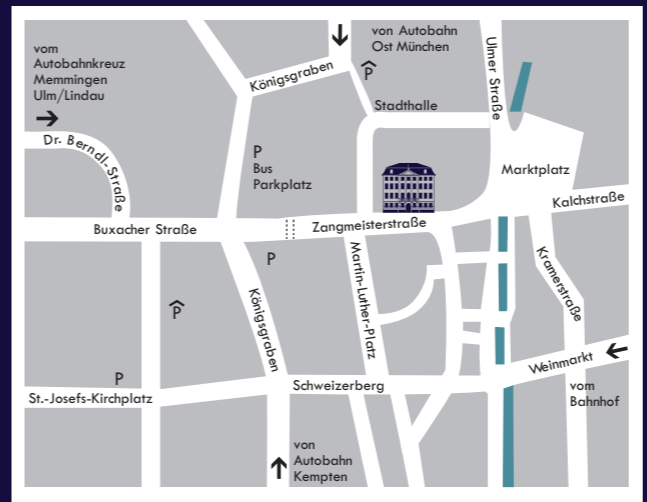 vom
Autobahnkreuz
Memmingen
Ulm/Lindau
von Autobahn
Ost München
Königsgraben
P
Stadthalle
Ulmer Straße
Dr. Berndl-Straße
P
Bus
Parkplatz
Marktplatz
Kalchstraße
Buxacher Straße
Zangmeisterstraße
P
Königsgraben
Martin-Luther-Platz
Kramerstraße
P
P
Weinmarkt
St.-Josefs-Kirchplatz
Schweizerberg
vom
Bahnhof
von
Autobahn
Kempten